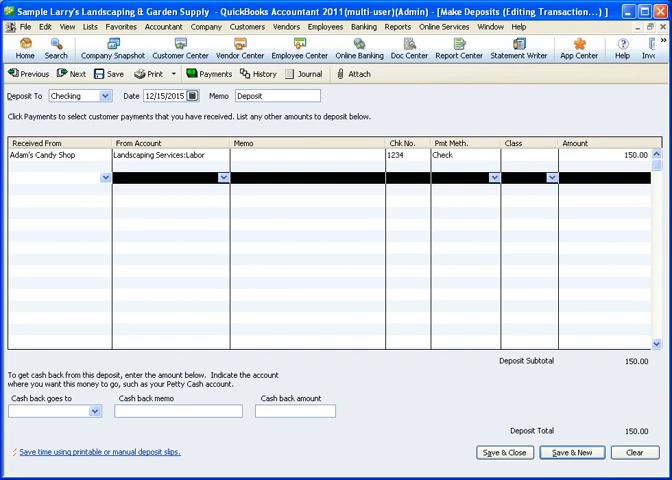 Sample Larry's Landscaping & Garden Supply - QuickBooks Accountant 2011(multi-user)(Admin) - [Make Deposits (Editing Transaction...) ]
File Edit View Lists Favorites Accountant Company Customers Vendors Employees Banking Reports Online Services Window Help
Home Search Company Snapshot Customer Center Vendor Center Employee Center Online Banking Doc Center Report Center Statement Writer App Center Help Invo
Previous Next Save Print Payments History Journal Attach
Deposit To Checking Date 12/15/2015 Memo Deposit
Click Payments to select customer payments that you have received. List any other amounts to deposit below.
Received From From Account Memo Chk No. Pmt Meth. Class Amount
Adam's Candy Shop Landscaping Services:Labor 1234 Check 150.00
Deposit Subtotal 150.00
To get cash back from this deposit, enter the amount below. Indicate the account
where you want this money to go, such as your Petty Cash account.
Cash back goes to Cash back memo Cash back amount
Deposit Total 150.00
Save time using printable or manual deposit slips. Save & Close Save & New Clear